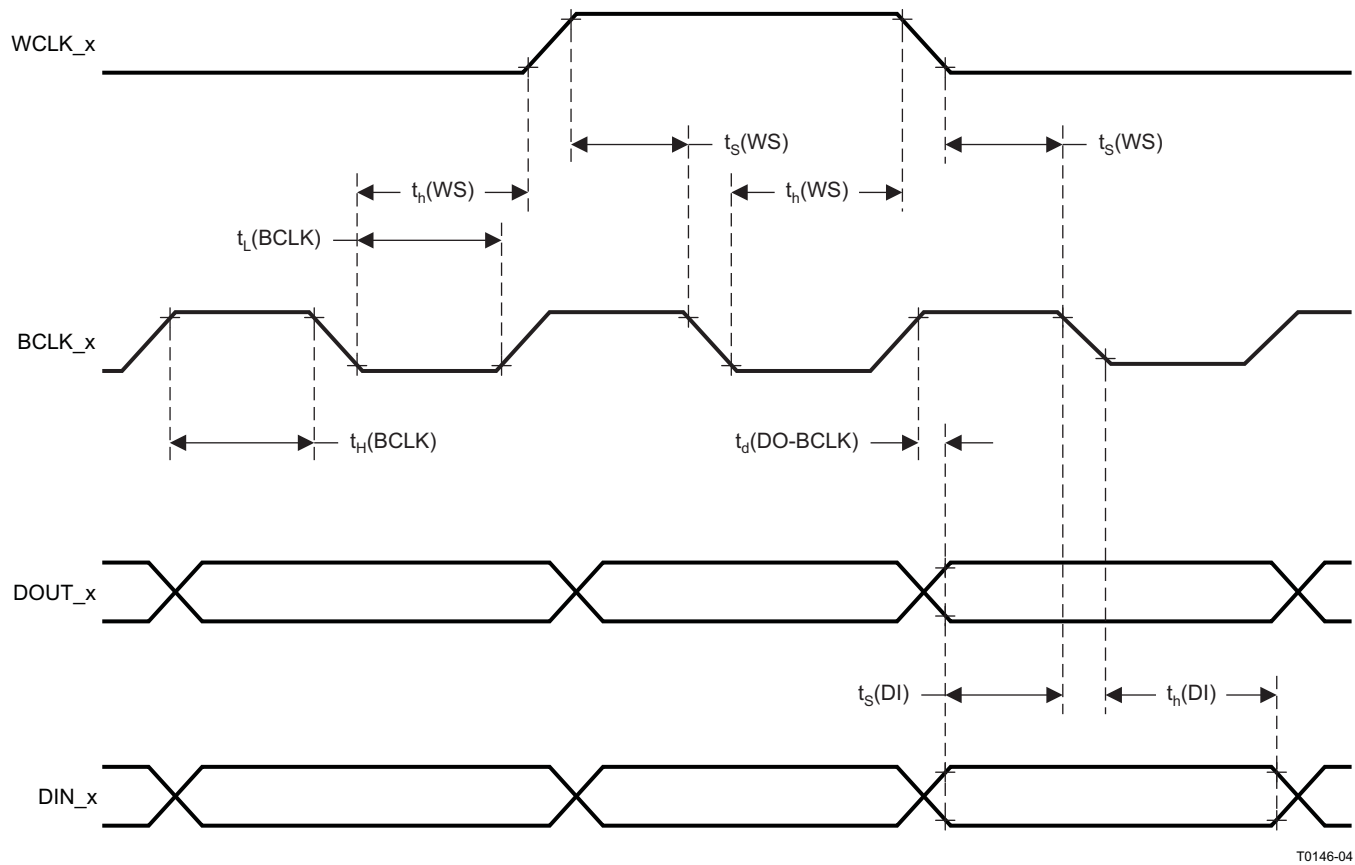 WCLK_x
tS(WS)
tS(WS)
th(WS)
th(WS)
tL(BCLK)
BCLK_x
tH(BCLK)
td(DO-BCLK)
DOUT_x
tS(DI)
th(DI)
DIN_x
T0146-04